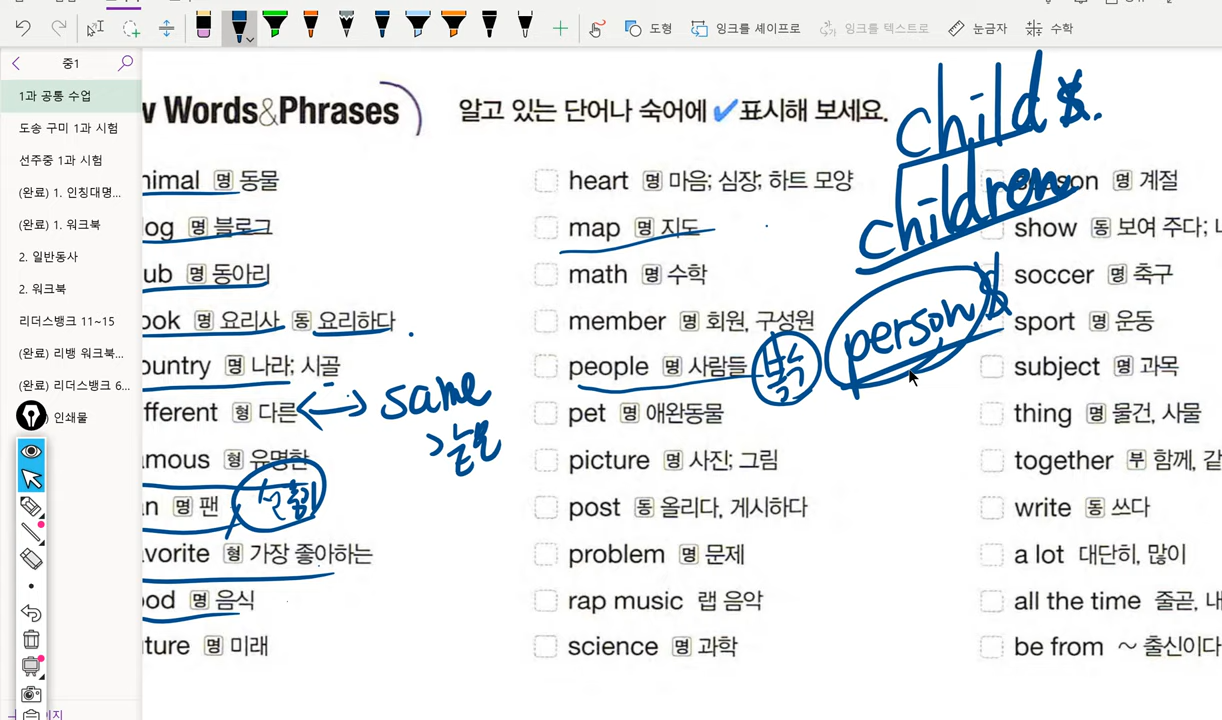 도형 잉크를 셰이프로 잉크를 텍스트로 눈금자 수학
중1
1과 공통 수업
도송 구미 1과 시험
선주중 1과 시험
(완료) 1. 인칭대명...
(완료) 1. 워크북
2. 일반동사
2. 워크북
리더스뱅크 11~15
(완료) 리뱅 워크북...
(완료) 리더스뱅크 6...
인쇄물
Words&Phrases
알고 있는 단어나 숙어에 ✔표시해 보세요.
nimal 명 동물
log 명 블로그
ub 명 동아리
ook 명 요리사 동 요리하다
ountry 명 나라; 시골
fferent 형 다른
same
같은
amous 형 유명한
an 명 팬
선풍기
avorite 형 가장 좋아하는
ood 명 음식
ture 명 미래
heart 명 마음; 심장; 하트 모양
map 명 지도
math 명 수학
member 명 회원, 구성원
people 명 사람들
복수
pet 명 애완동물
picture 명 사진; 그림
post 동 올리다, 게시하다
problem 명 문제
rap music 랩 음악
science 명 과학
childs.
children
persons
season 명 계절
show 동 보여 주다;
soccer 명 축구
sport 명 운동
subject 명 과목
thing 명 물건, 사물
together 부 함께, 같
write 동 쓰다
a lot 대단히, 많이
all the time 줄곧, 내
be from ~ 출신이다